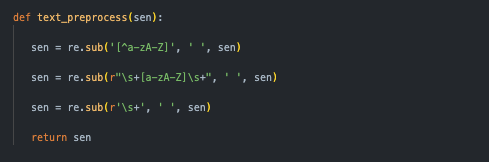 def text_preprocess(sen):
sen = re.sub('[^a-zA-Z]', ' ', sen)
sen = re.sub(r"\s+[a-zA-Z]\s+", ' ', sen)
sen = re.sub(r'\s+', ' ', sen)
return sen